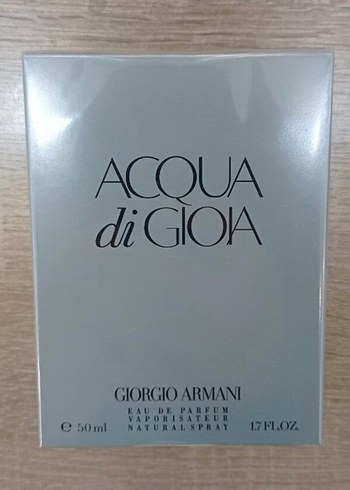 ACQUA
di GIOIA
GIORGIO ARMANI
EAU DE PARFUM
VAPORISATEUR
℮ 50 ml NATURAL SPRAY 1.7 FL.OZ.